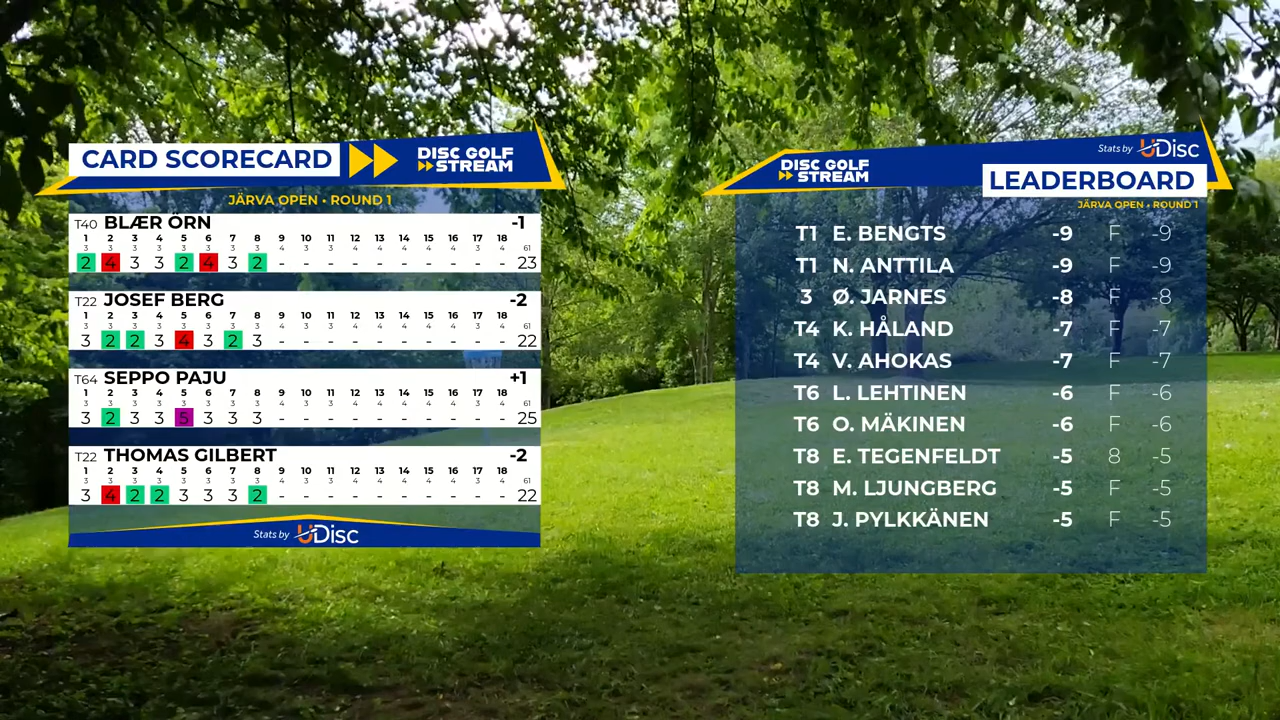 CARD SCORECARD
DISC GOLF
STREAM
JÄRVA OPEN • ROUND 1
T40 BLÆR ÖRN -1
1 2 3 4 5 6 7 8 9 10 11 12 13 14 15 16 17 18
3 3 3 3 3 3 3 3 4 3 4 3 4 4 4 3 4 3 61
2 4 3 3 2 4 3 2 - - - - - - - - - - 23
T22 JOSEF BERG -2
1 2 3 4 5 6 7 8 9 10 11 12 13 14 15 16 17 18
3 3 3 3 3 3 3 3 4 3 4 3 4 4 4 3 4 3 61
3 2 2 3 4 3 2 3 - - - - - - - - - - 22
T64 SEPPO PAJU +1
1 2 3 4 5 6 7 8 9 10 11 12 13 14 15 16 17 18
3 3 3 3 3 3 3 3 4 3 4 3 4 4 4 3 4 3 61
3 2 3 3 5 3 3 3 - - - - - - - - - - 25
T22 THOMAS GILBERT -2
1 2 3 4 5 6 7 8 9 10 11 12 13 14 15 16 17 18
3 3 3 3 3 3 3 3 4 3 4 3 4 4 4 3 4 3 61
3 4 2 2 3 3 3 2 - - - - - - - - - - 22
Stats by UDisc
Stats by UDisc
DISC GOLF
STREAM
LEADERBOARD
JÄRVA OPEN • ROUND 1
T1 E. BENGTS -9 F -9
T1 N. ANTTILA -9 F -9
3 Ø. JARNES -8 F -8
T4 K. HÅLAND -7 F -7
T4 V. AHOKAS -7 F -7
T6 L. LEHTINEN -6 F -6
T6 O. MÄKINEN -6 F -6
T8 E. TEGENFELDT -5 8 -5
T8 M. LJUNGBERG -5 F -5
T8 J. PYLKKÄNEN -5 F -5